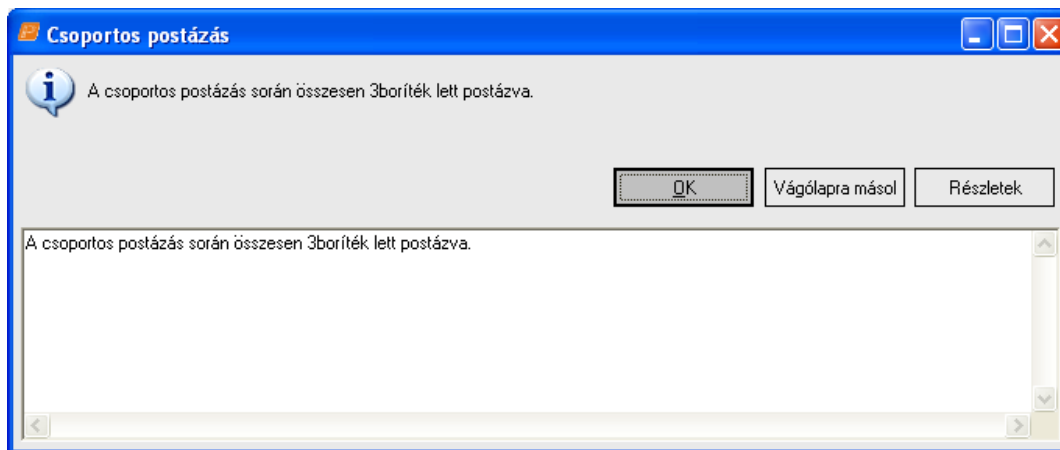 Csoportos postázás
A csoportos postázás során összesen 3boríték lett postázva.
OK
Vágólapra másol
Részletek
A csoportos postázás során összesen 3boríték lett postázva.